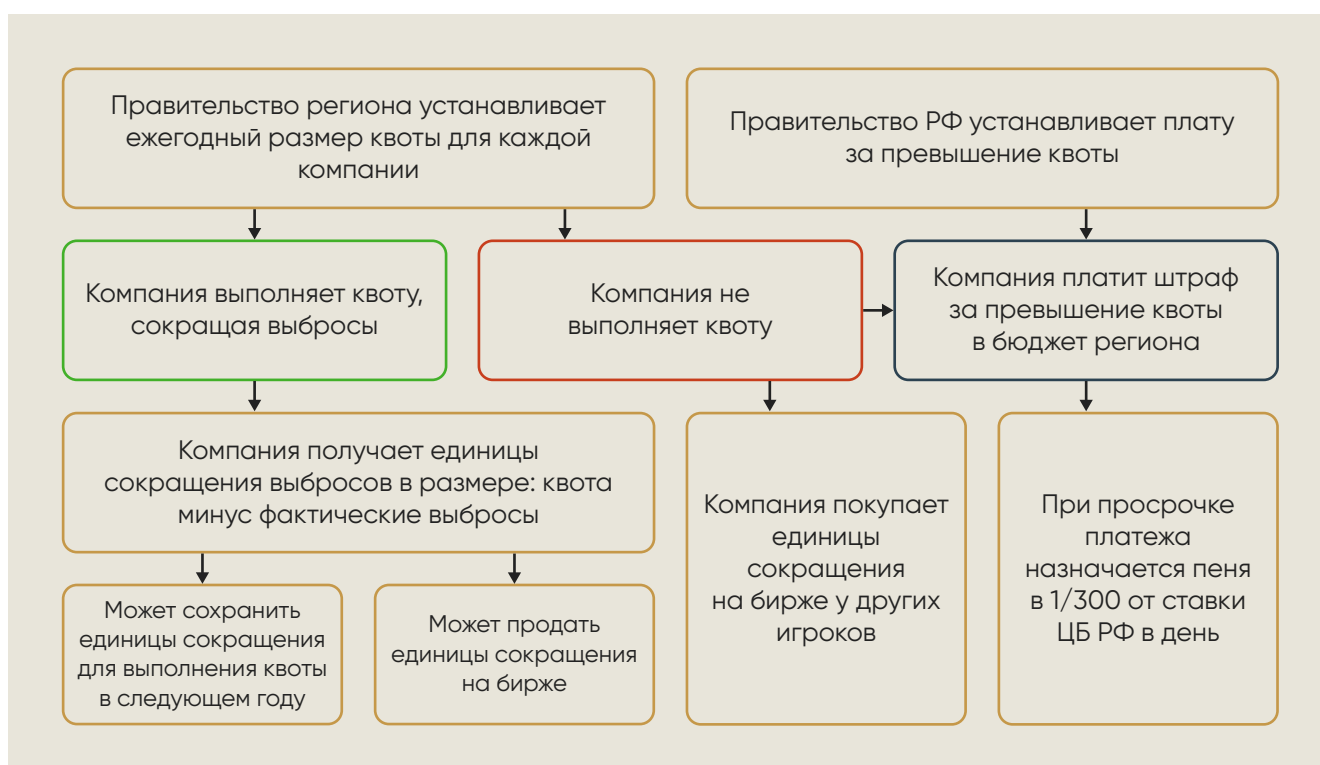 Правительство региона устанавливает
ежегодный размер квоты для каждой
компании
Правительство РФ устанавливает плату
за превышение квоты
Компания выполняет квоту,
сокращая выбросы
Компания не
выполняет квоту
Компания платит штраф
за превышение квоты
в бюджет региона
Компания получает единицы
сокращения выбросов в размере: квота
минус фактические выбросы
Компания покупает
единицы
сокращения
на бирже у других
игроков
При просрочке
платежа
назначается пеня
в 1/300 от ставки
ЦБ РФ в день
Может сохранить
единицы сокращения
для выполнения квоты
в следующем году
Может продать
единицы сокращения
на бирже